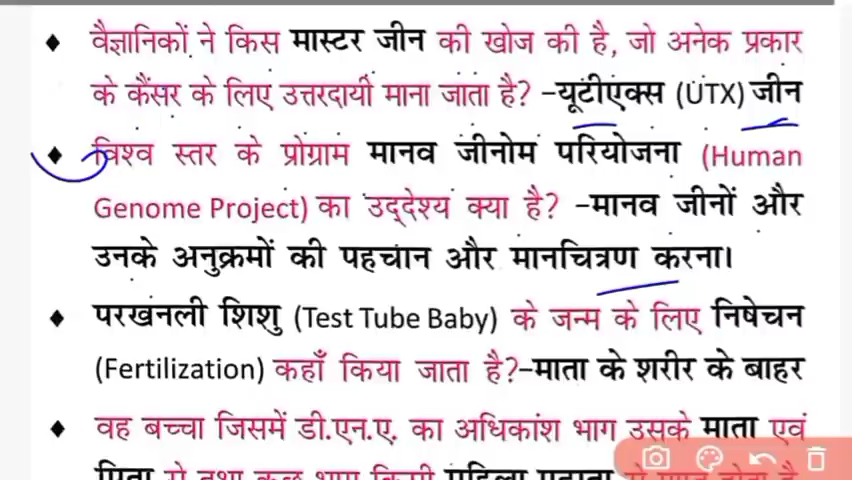 ♦ वैज्ञानिकों ने किस मास्टर जीन की खोज की है, जो अनेक प्रकार
के कैंसर के लिए उत्तरदायी माना जाता है? –यूटीएक्स (UTX) जीन
♦ विश्व स्तर के प्रोग्राम मानव जीनोम परियोजना (Human
Genome Project) का उद्देश्य क्या है? –मानव जीनों और
उनके अनुक्रमों की पहचान और मानचित्रण करना।
♦ परखनली शिशु (Test Tube Baby) के जन्म के लिए निषेचन
(Fertilization) कहाँ किया जाता है?–माता के शरीर के बाहर
♦ वह बच्चा जिसमें डी.एन.ए. का अधिकांश भाग उसके माता एवं